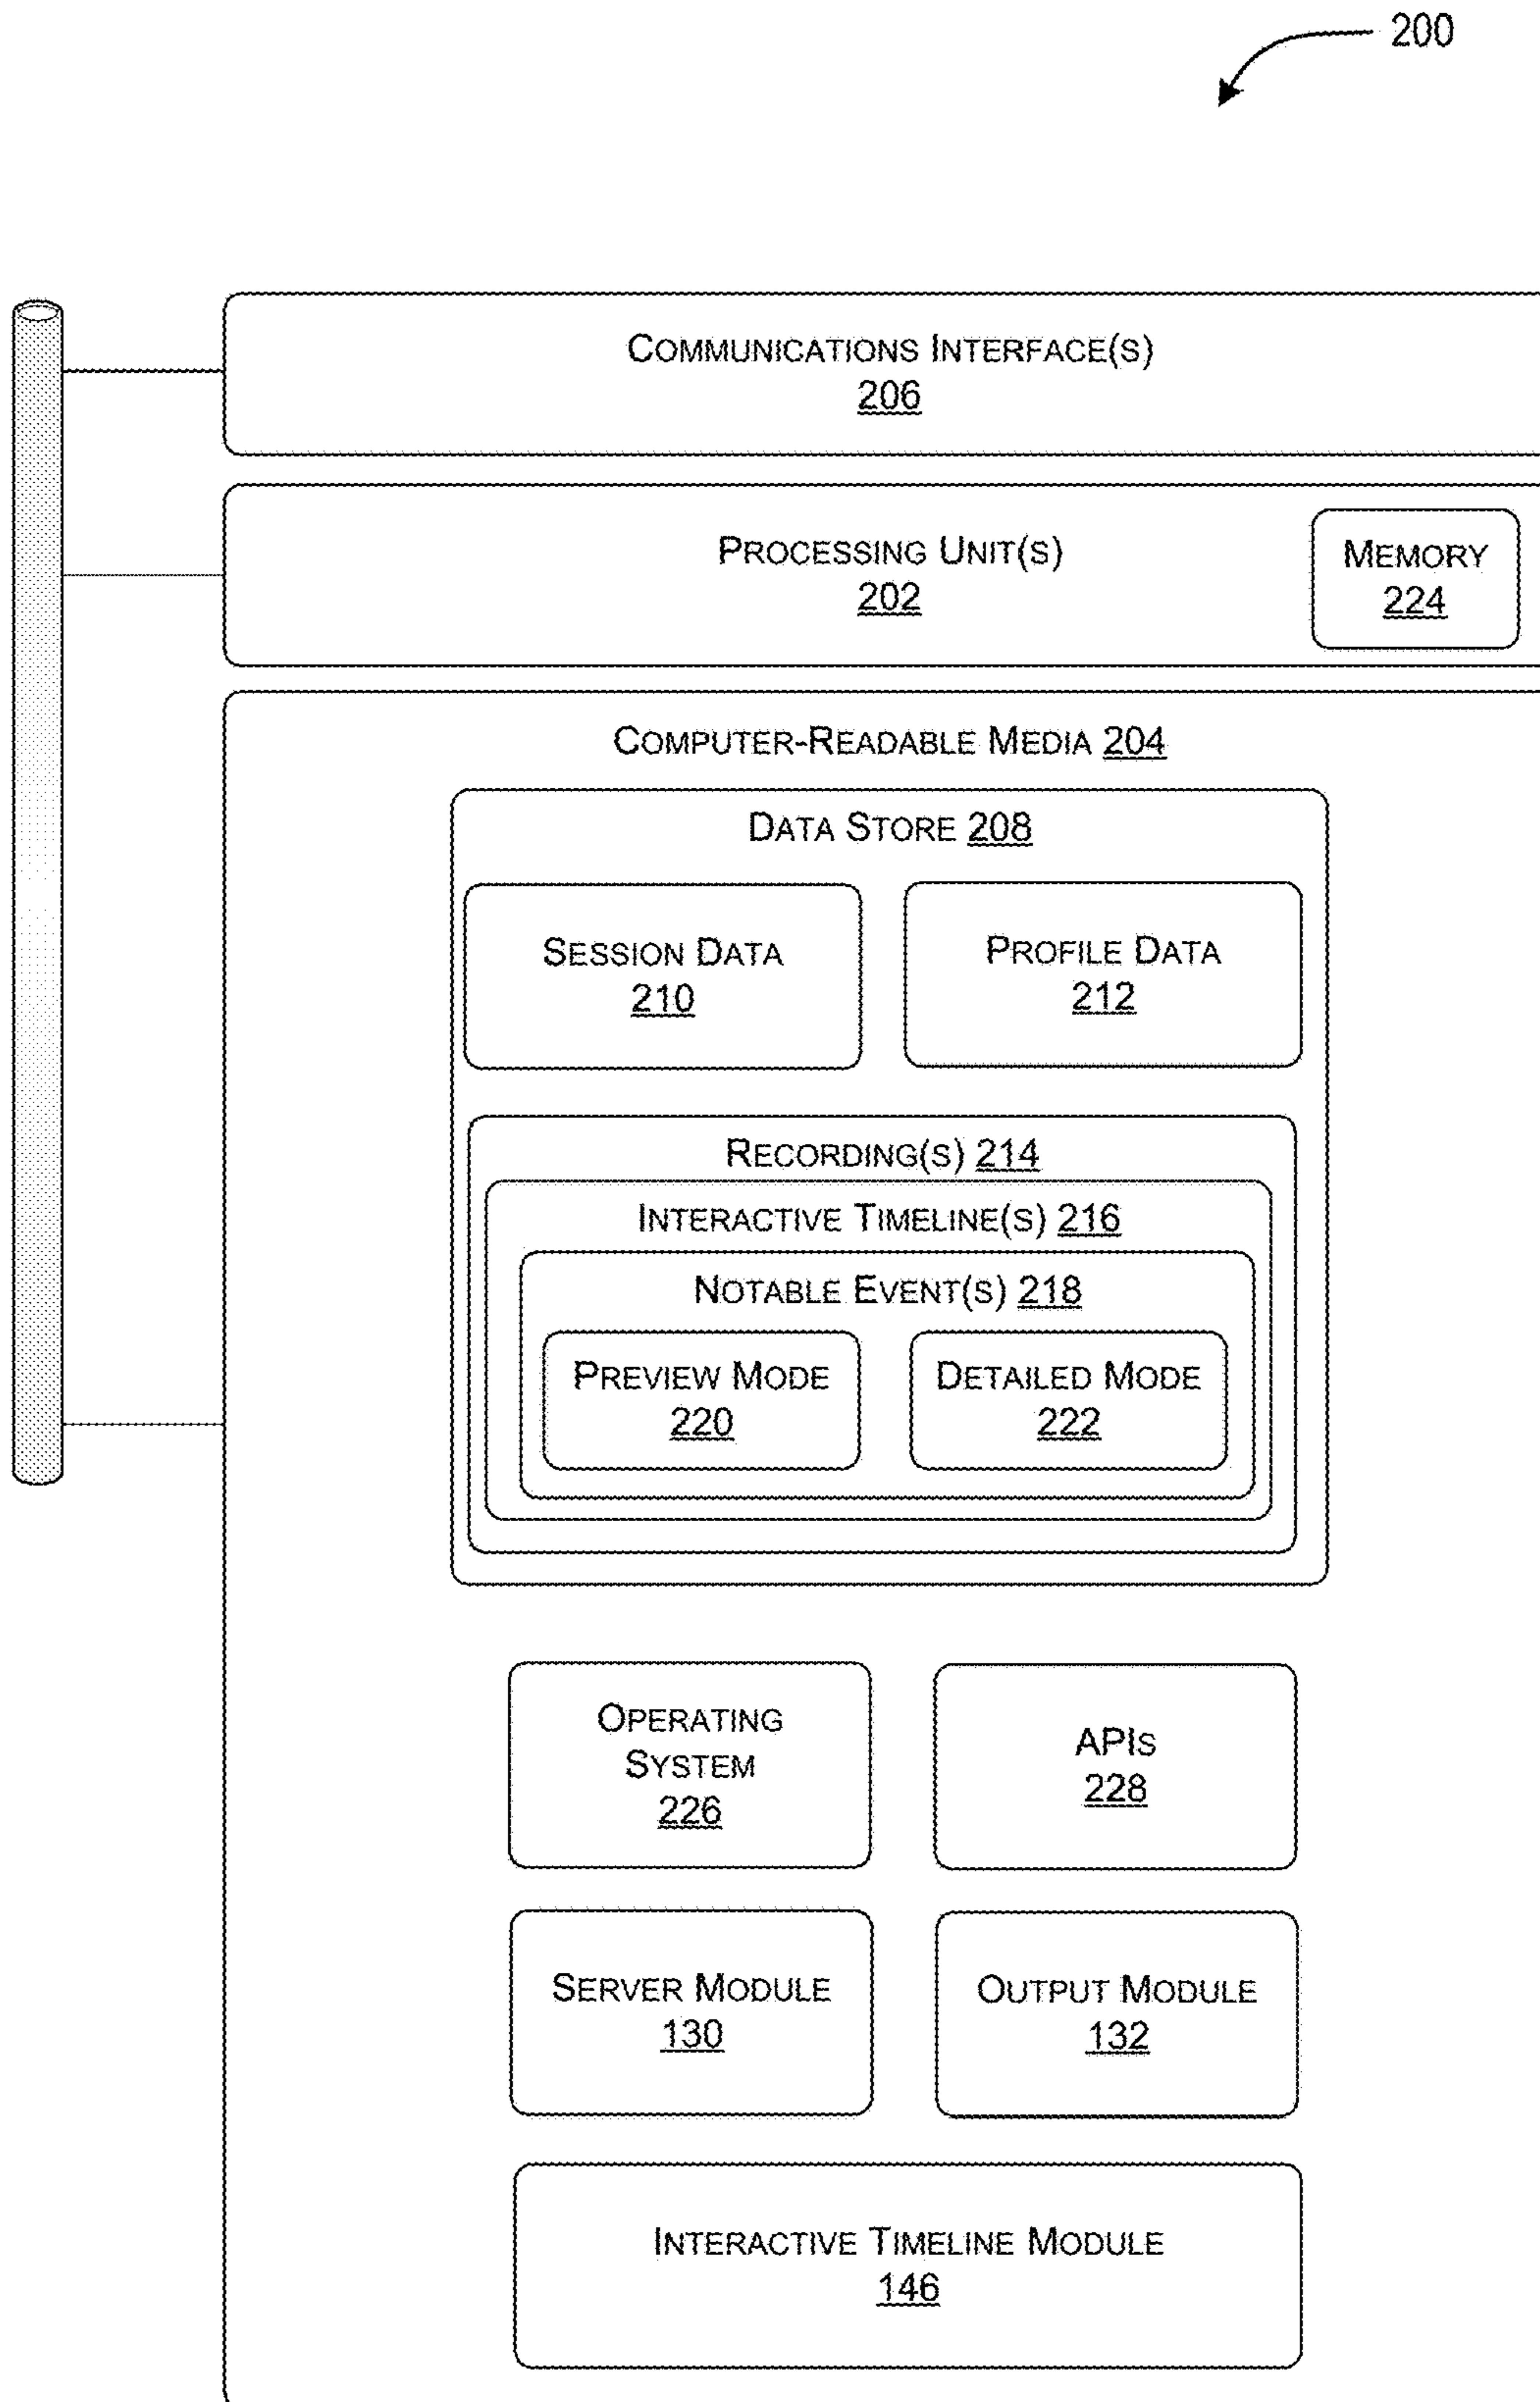 200
COMMUNICATIONS INTERFACE(S)
206
PROCESSING UNIT(S)
202
MEMORY
224
COMPUTER-READABLE MEDIA 204
DATA STORE 208
SESSION DATA
210
PROFILE DATA
212
RECORDING(S) 214
INTERACTIVE TIMELINE(S) 216
NOTABLE EVENT(S) 218
PREVIEW MODE
220
DETAILED MODE
222
OPERATING
SYSTEM
226
APIS
228
SERVER MODULE
130
OUTPUT MODULE
132
INTERACTIVE TIMELINE MODULE
146